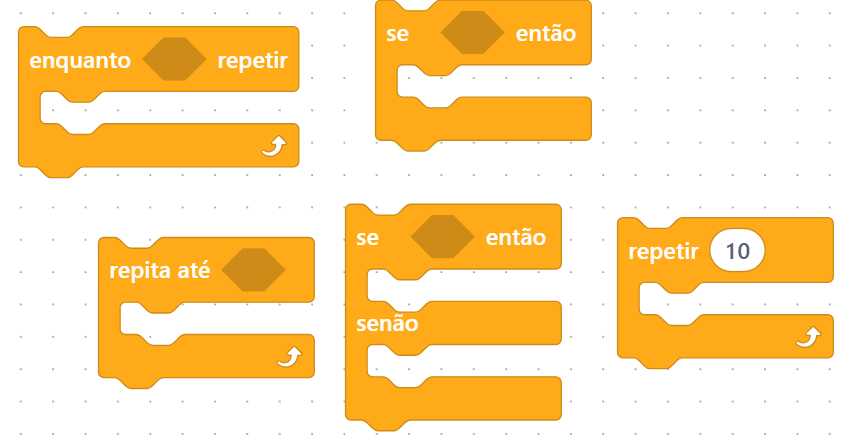 se então
enquanto repetir
se então
repetir 10
repita até
senão